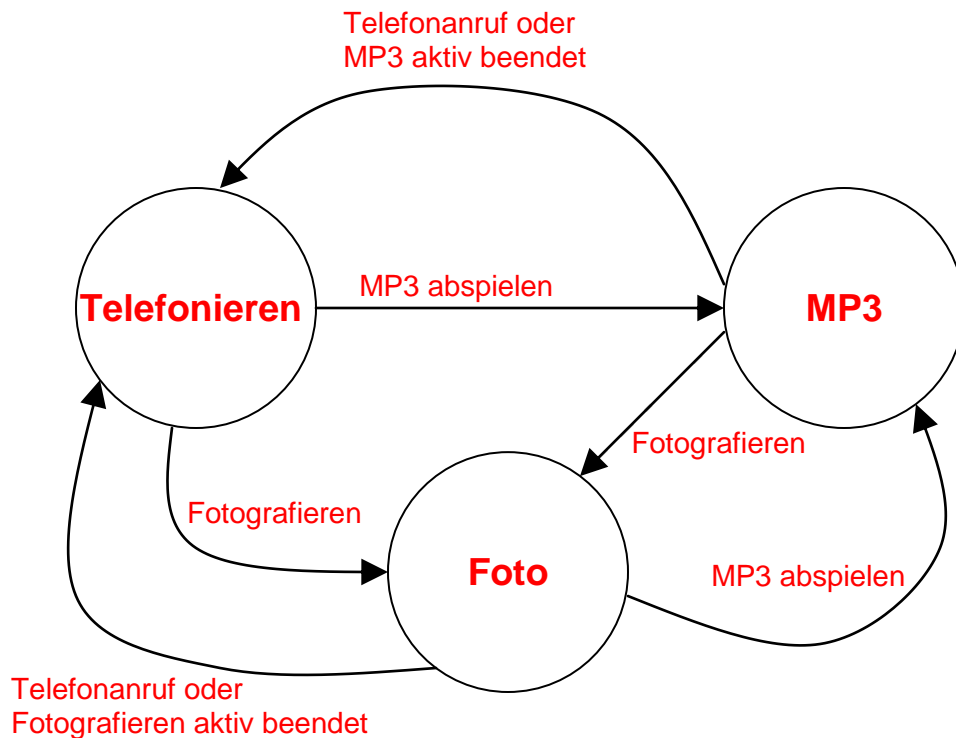 Telefonanruf oder
MP3 aktiv beendet
MP3 abspielen
Telefonieren
MP3
Fotografieren
Fotografieren
Foto
MP3 abspielen
Telefonanruf oder
Fotografieren aktiv beendet